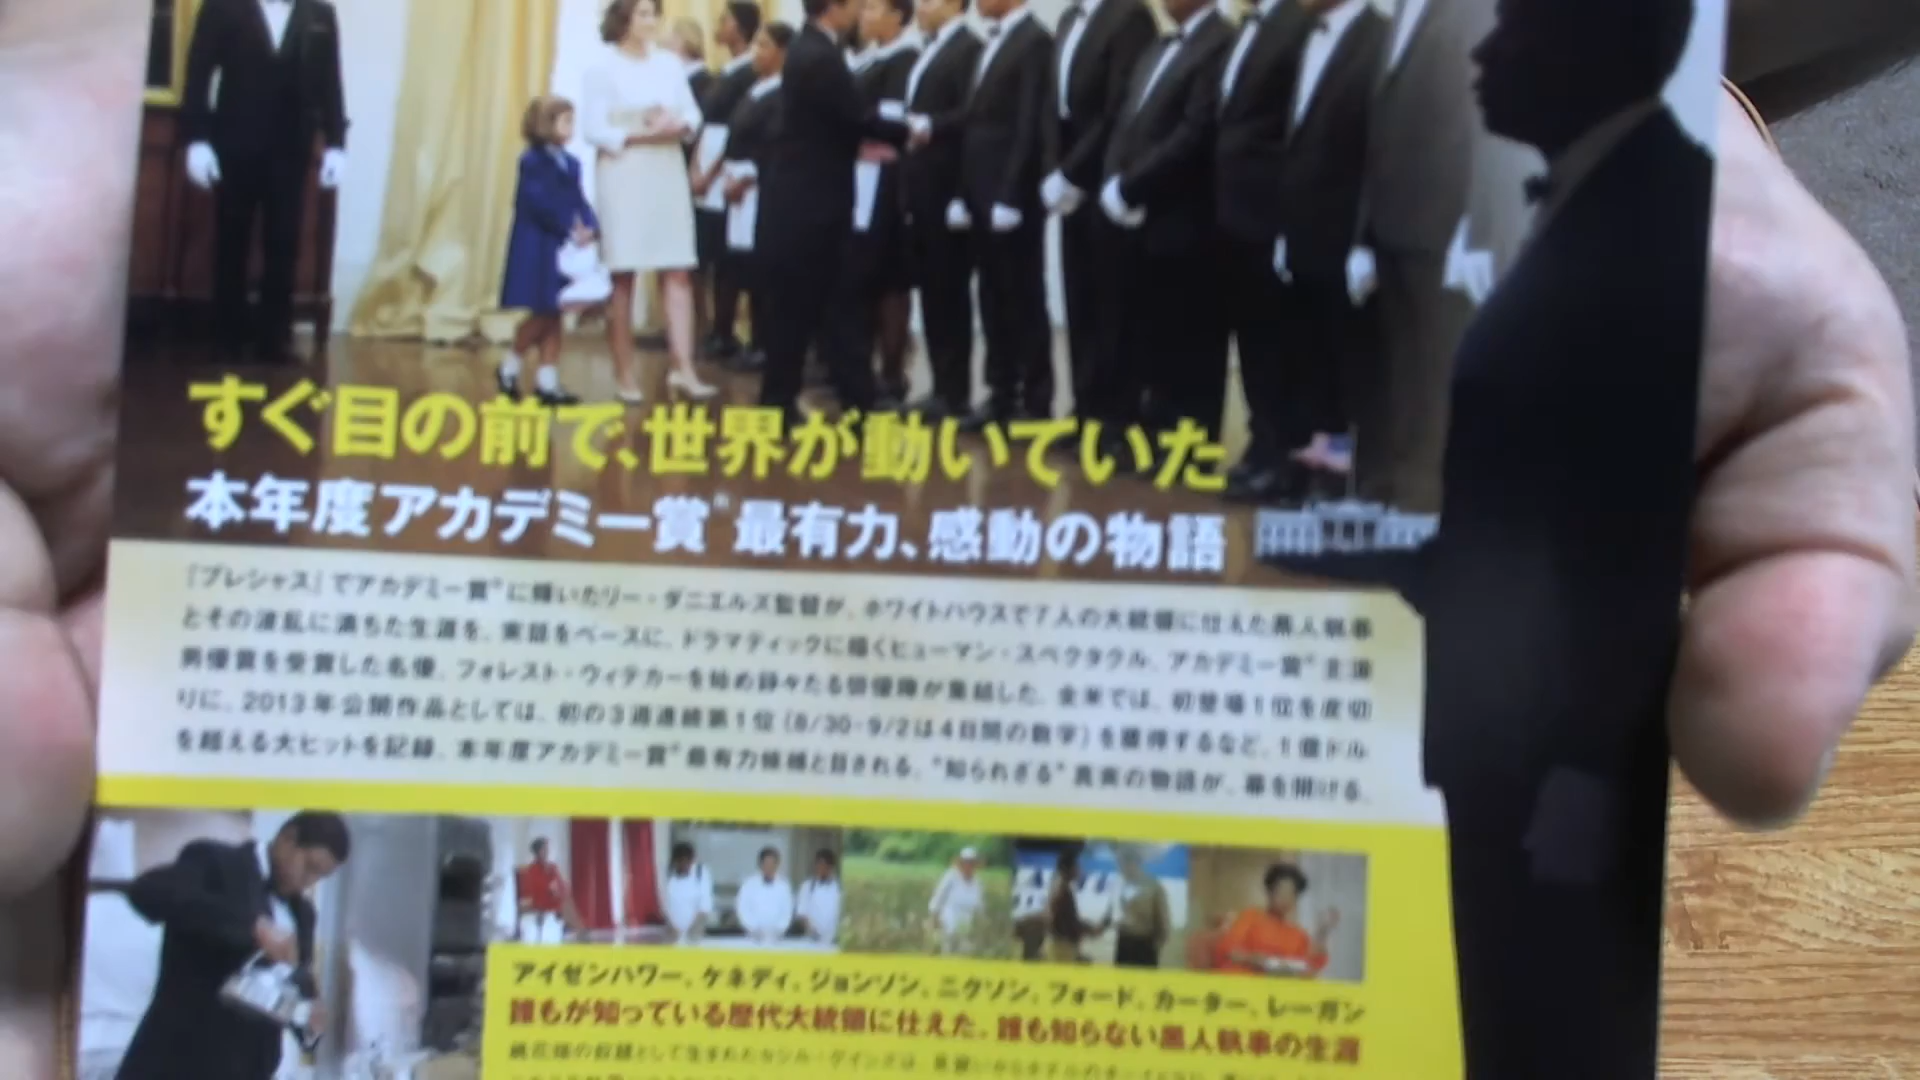 すぐ目の前で、世界が動いていた
本年度アカデミー賞®最有力、感動の物語
『プレシャス』でアカデミー賞®に輝いたリー・ダニエルズ監督が、ホワイトハウスで7人の大統領に仕えた黒人執事
とその波乱に満ちた生涯を、実話をベースに、ドラマティックに描くヒューマン・スペクタクル。アカデミー賞®主演
男優賞を受賞した名優、フォレスト・ウィテカーを始め錚々たる俳優陣が集結した。全米では、初登場1位を皮切
りに、2013年公開作品としては、初の3週連続第1位（8/30-9/2は4日間の数字）を獲得するなど、1億ドル
を超える大ヒットを記録。本年度アカデミー賞®最有力候補と目される、“知られざる”真実の物語が、幕を開ける。
アイゼンハワー、ケネディ、ジョンソン、ニクソン、フォード、カーター、レーガン
誰もが知っている歴代大統領に仕えた、誰も知らない黒人執事の生涯